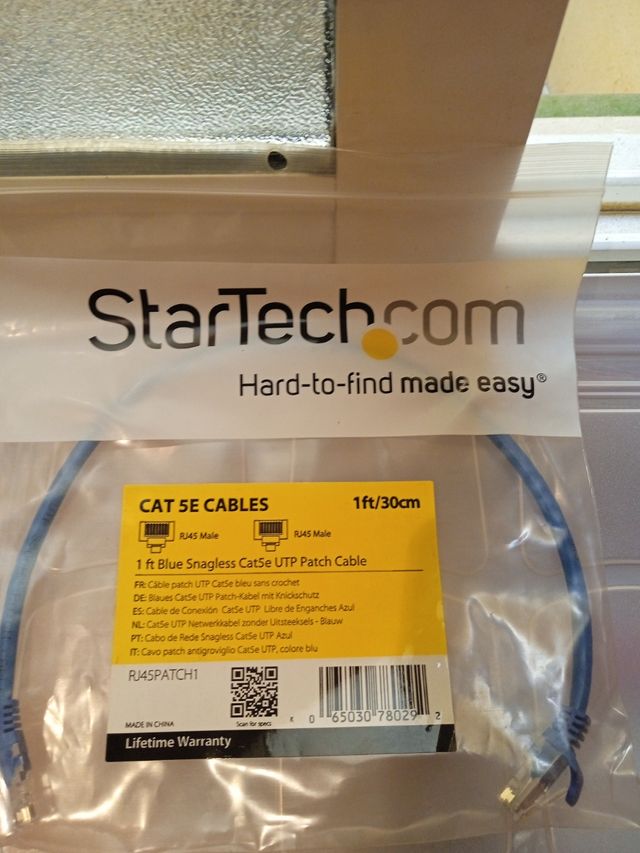 StarTech.com
Hard-to-find made easy®
CAT 5E CABLES 1ft/30cm
RJ45 Male RJ45 Male
1 ft Blue Snagless Cat5e UTP Patch Cable
FR: Câble patch UTP Cat5e bleu sans crochet
DE: Blaues Cat5e UTP Patch-Kabel mit Knickschutz
ES: Cable de Conexión Cat5e UTP Libre de Enganches Azul
NL: Cat5e UTP Netwerkkabel zonder Uitsteeksels - Blauw
PT: Cabo de Rede Snagless Cat5e UTP Azul
IT: Cavo patch antigroviglio Cat5e UTP, colore blu
RJ45PATCH1
MADE IN CHINA Scan for specs K 0 65030 78029 2
Lifetime Warranty